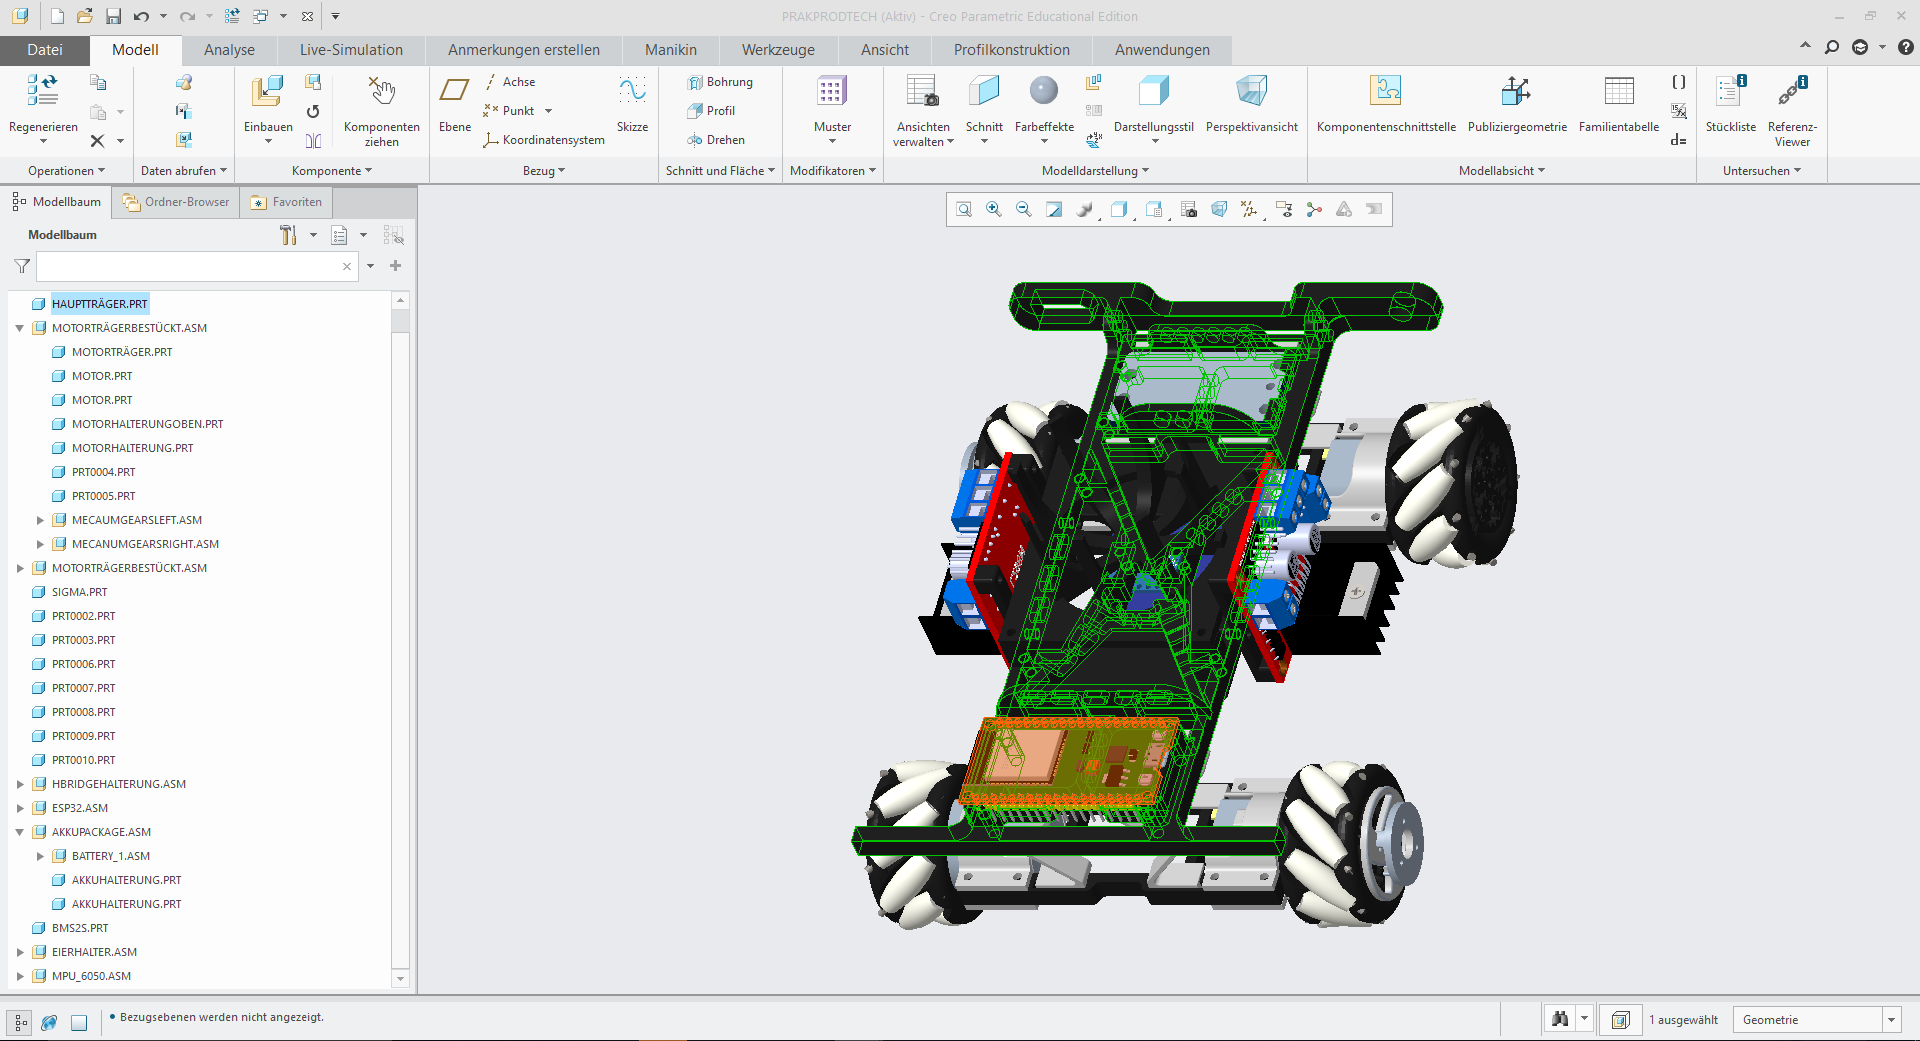 PRAKPRODTECH (Aktiv) - Creo Parametric Educational Edition
Datei Modell Analyse Live-Simulation Anmerkungen erstellen Manikin Werkzeuge Ansicht Profilkonstruktion Anwendungen
Regenerieren
Operationen
Daten abrufen
Einbauen
Komponenten
ziehen
Komponente
Ebene
Achse
Punkt
Koordinatensystem
Skizze
Bezug
Bohrung
Profil
Drehen
Schnitt und Fläche
Muster
Modifikatoren
Ansichten
verwalten
Schnitt
Farbeffekte
Darstellungsstil
Perspektivansicht
Modelldarstellung
Komponentenschnittstelle
Publiziergeometrie
Familientabelle
d=
Modellabsicht
Stückliste
Referenz-
Viewer
Untersuchen
Modellbaum Ordner-Browser Favoriten
Modellbaum
HAUPTTRÄGER.PRT
MOTORTRÄGERBESTÜCKT.ASM
MOTORTRÄGER.PRT
MOTOR.PRT
MOTOR.PRT
MOTORHALTERUNGOBEN.PRT
MOTORHALTERUNG.PRT
PRT0004.PRT
PRT0005.PRT
MECAUMGEARSLEFT.ASM
MECANUMGEARSRIGHT.ASM
MOTORTRÄGERBESTÜCKT.ASM
SIGMA.PRT
PRT0002.PRT
PRT0003.PRT
PRT0006.PRT
PRT0007.PRT
PRT0008.PRT
PRT0009.PRT
PRT0010.PRT
HBRIDGEHALTERUNG.ASM
ESP32.ASM
AKKUPACKAGE.ASM
BATTERY_1.ASM
AKKUHALTERUNG.PRT
AKKUHALTERUNG.PRT
BMS2S.PRT
EIERHALTER.ASM
MPU_6050.ASM
Bezugsebenen werden nicht angezeigt.
1 ausgewählt
Geometrie